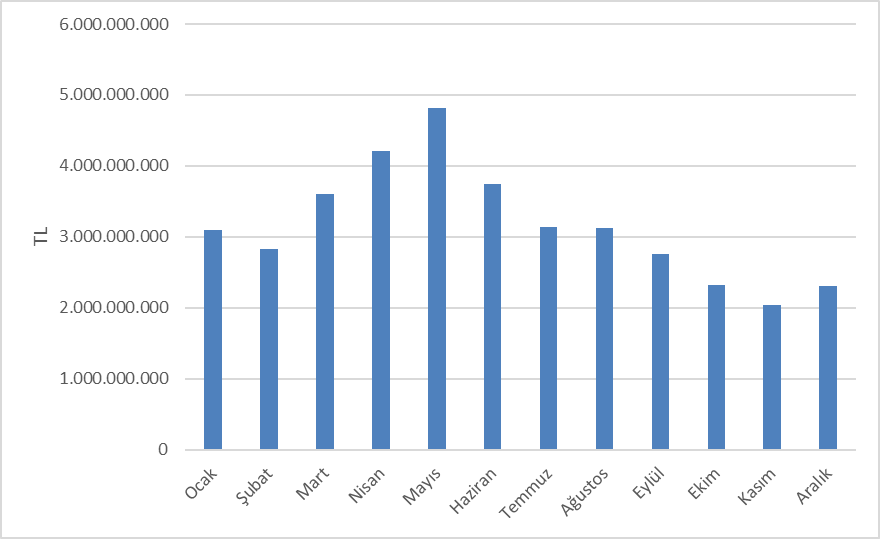 6.000.000.000
5.000.000.000
4.000.000.000
3.000.000.000
2.000.000.000
1.000.000.000
0
TL
Ocak
Şubat
Mart
Nisan
Mayıs
Haziran
Temmuz
Ağustos
Eylül
Ekim
Kasım
Aralık